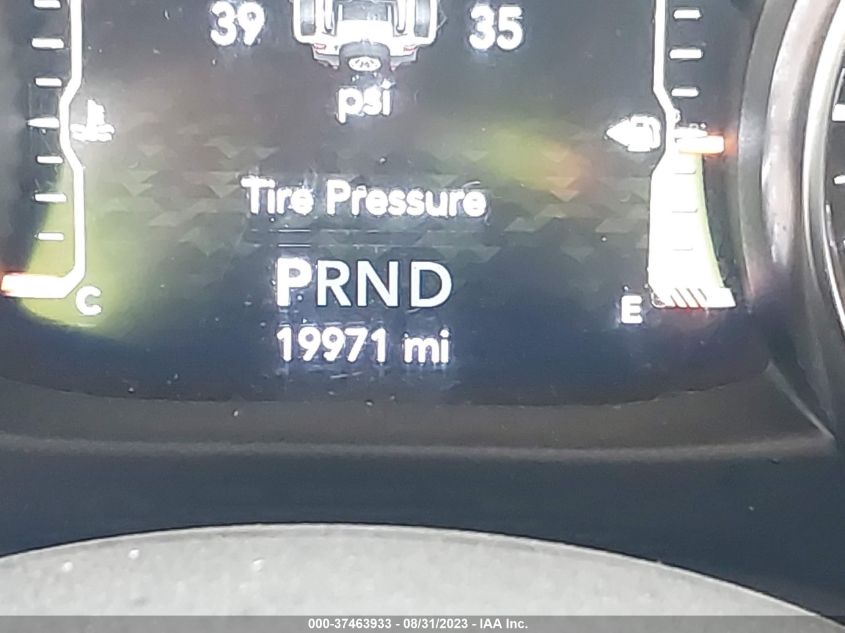 39 35
psi
Tire Pressure
PRND
C E
19971 mi
000-37463933 - 08/31/2023 - IAA Inc.